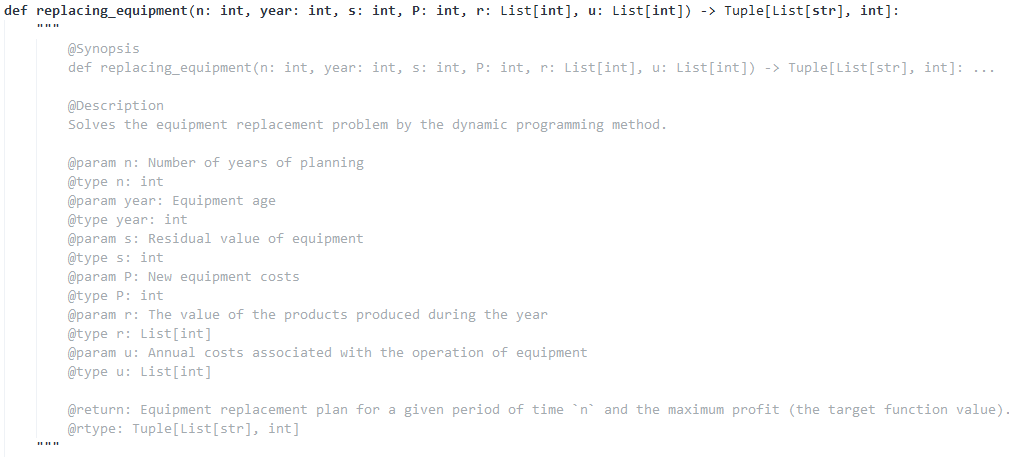 def replacing_equipment(n: int, year: int, s: int, P: int, r: List[int], u: List[int]) -> Tuple[List[str], int]:
"""
@Synopsis
def replacing_equipment(n: int, year: int, s: int, P: int, r: List[int], u: List[int]) -> Tuple[List[str], int]: ...
@Description
Solves the equipment replacement problem by the dynamic programming method.
@param n: Number of years of planning
@type n: int
@param year: Equipment age
@type year: int
@param s: Residual value of equipment
@type s: int
@param P: New equipment costs
@type P: int
@param r: The value of the products produced during the year
@type r: List[int]
@param u: Annual costs associated with the operation of equipment
@type u: List[int]
@return: Equipment replacement plan for a given period of time `n` and the maximum profit (the target function value).
@rtype: Tuple[List[str], int]
"""